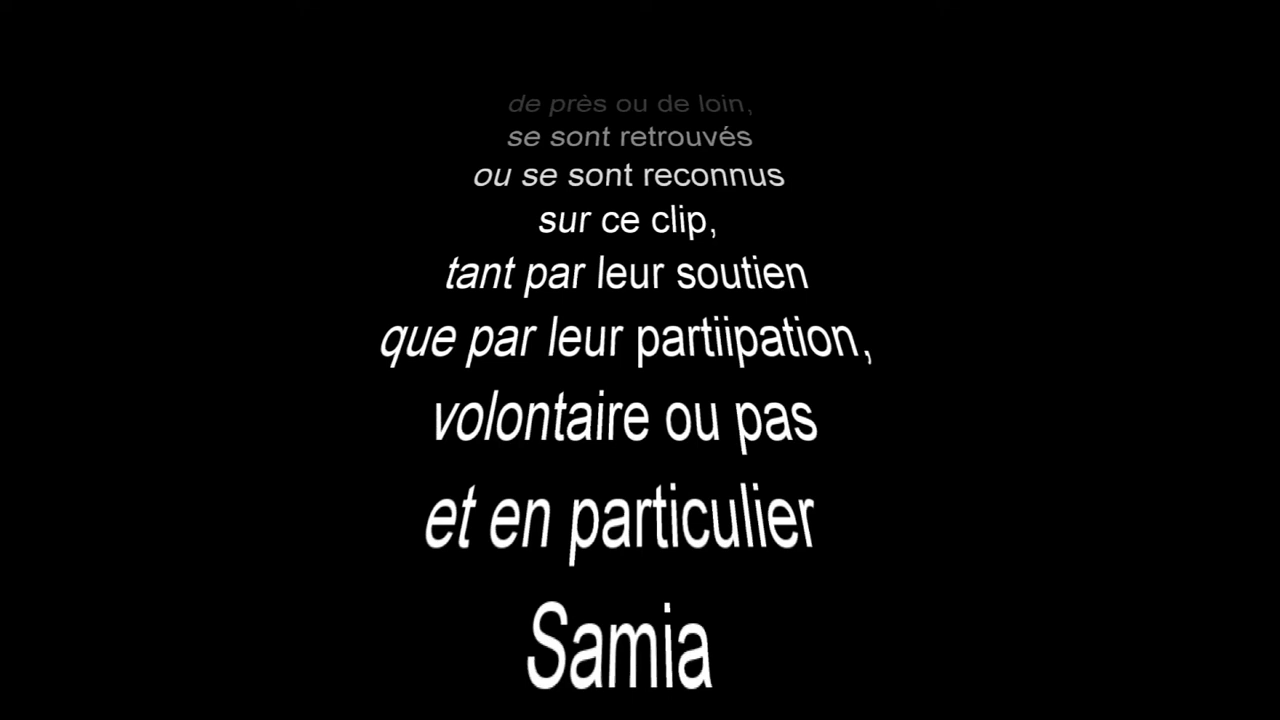 de près ou de loin,
se sont retrouvés
ou se sont reconnus
sur ce clip,
tant par leur soutien
que par leur partiipation,
volontaire ou pas
et en particulier
Samia